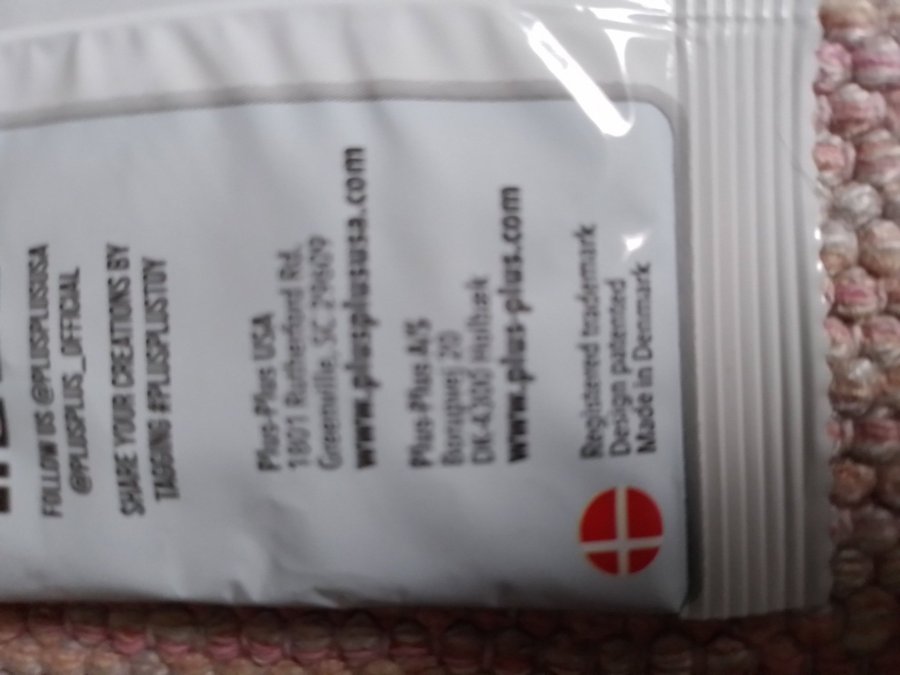 FOLLOW US @PLUSPLUSUSA
@PLUSPLUS_OFFICIAL
SHARE YOUR CREATIONS BY
TAGGING #PLUSPLUSTOY
Plus-Plus USA
1801 Rutherford Rd.
Greenville, SC 29609
www.plusplususa.com
Plus-Plus A/S
20
DK-4300 Holbæk
www.plus-plus.com
Registered trademark
Design patented
Made in Denmark